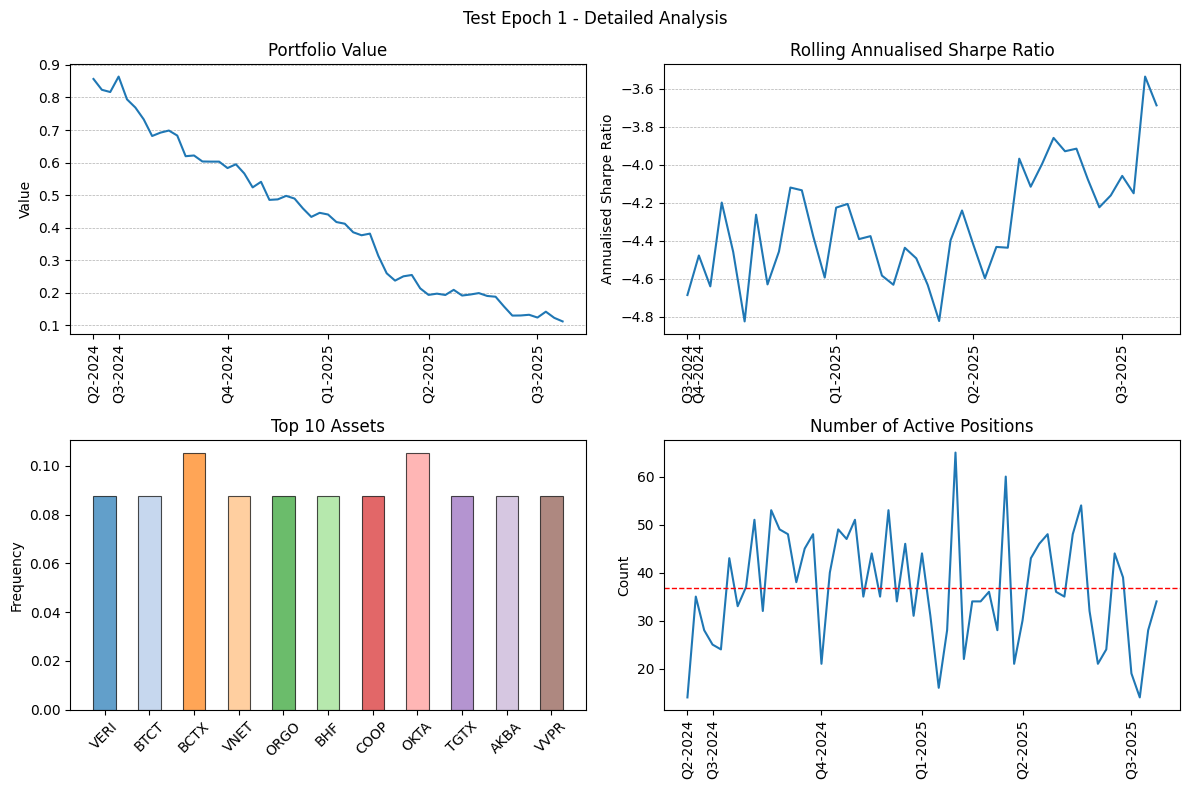 Test Epoch 1 - Detailed Analysis
Portfolio Value
Value
0.9
0.8
0.7
0.6
0.5
0.4
0.3
0.2
0.1
Q2-2024
Q3-2024
Q4-2024
Q1-2025
Q2-2025
Q3-2025
Rolling Annualised Sharpe Ratio
Annualised Sharpe Ratio
−3.6
−3.8
−4.0
−4.2
−4.4
−4.6
−4.8
Q3-2024
Q4-2024
Q1-2025
Q2-2025
Q3-2025
Top 10 Assets
Frequency
0.10
0.08
0.06
0.04
0.02
0.00
VERI
BTCT
BCTX
VNET
ORGO
BHF
COOP
OKTA
TGTX
AKBA
VVPR
Number of Active Positions
Count
60
50
40
30
20
Q2-2024
Q3-2024
Q4-2024
Q1-2025
Q2-2025
Q3-2025